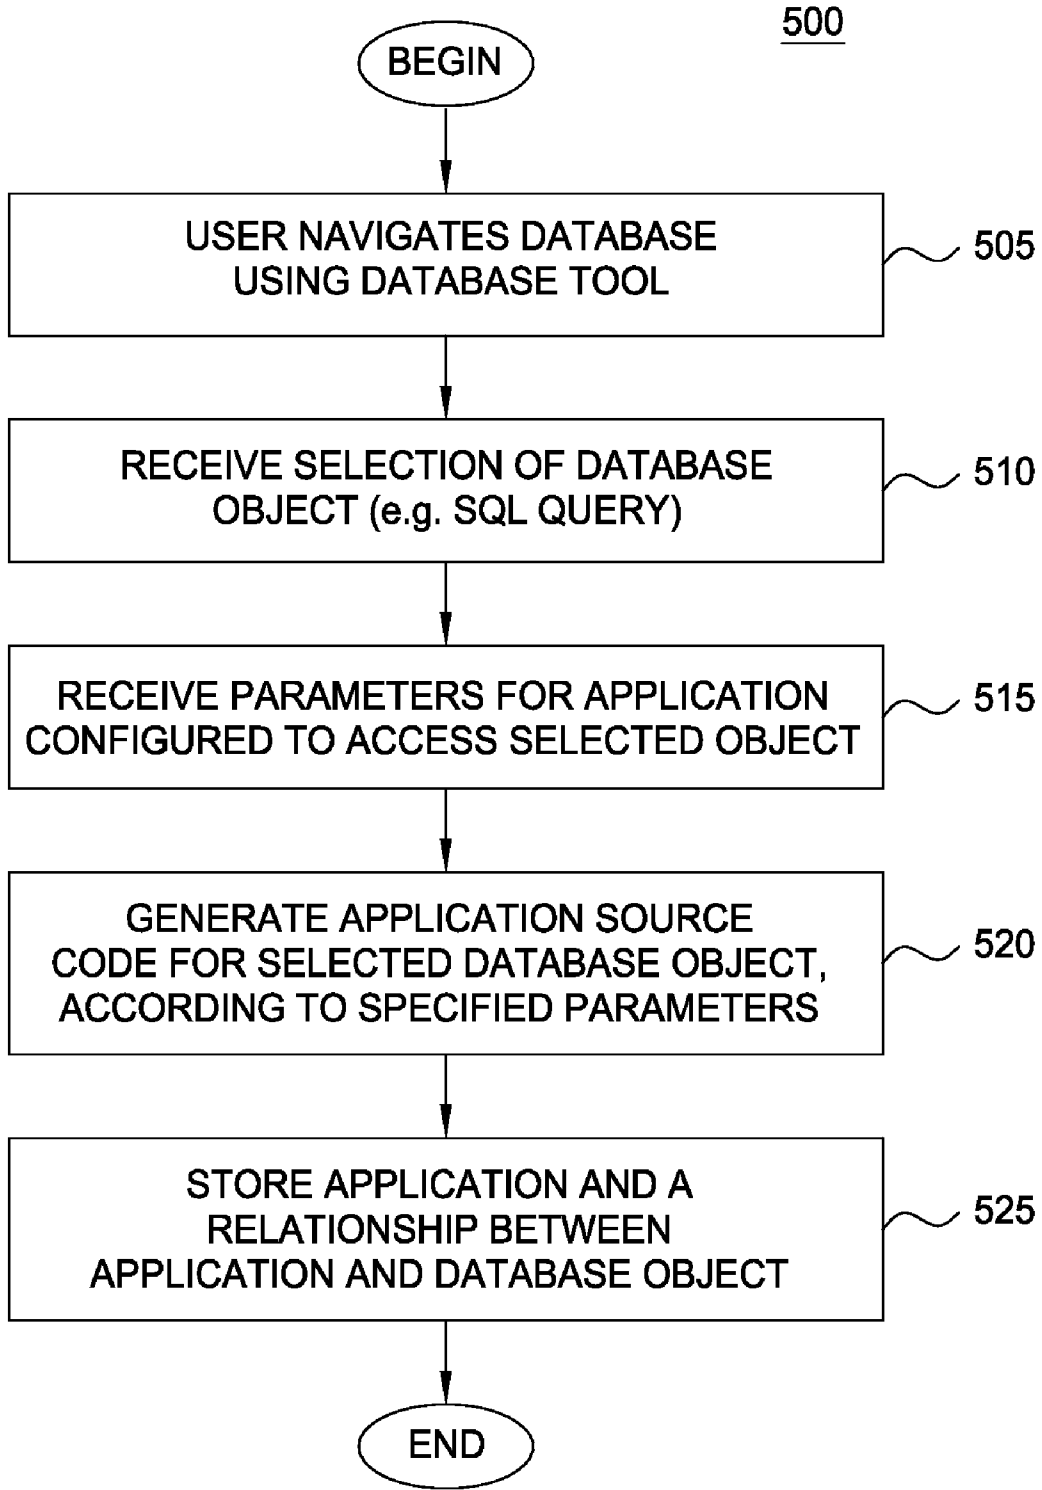 500
BEGIN
USER NAVIGATES DATABASE
USING DATABASE TOOL
505
RECEIVE SELECTION OF DATABASE
OBJECT (e.g. SQL QUERY)
510
RECEIVE PARAMETERS FOR APPLICATION
CONFIGURED TO ACCESS SELECTED OBJECT
515
GENERATE APPLICATION SOURCE
CODE FOR SELECTED DATABASE OBJECT,
ACCORDING TO SPECIFIED PARAMETERS
520
STORE APPLICATION AND A
RELATIONSHIP BETWEEN
APPLICATION AND DATABASE OBJECT
525
END